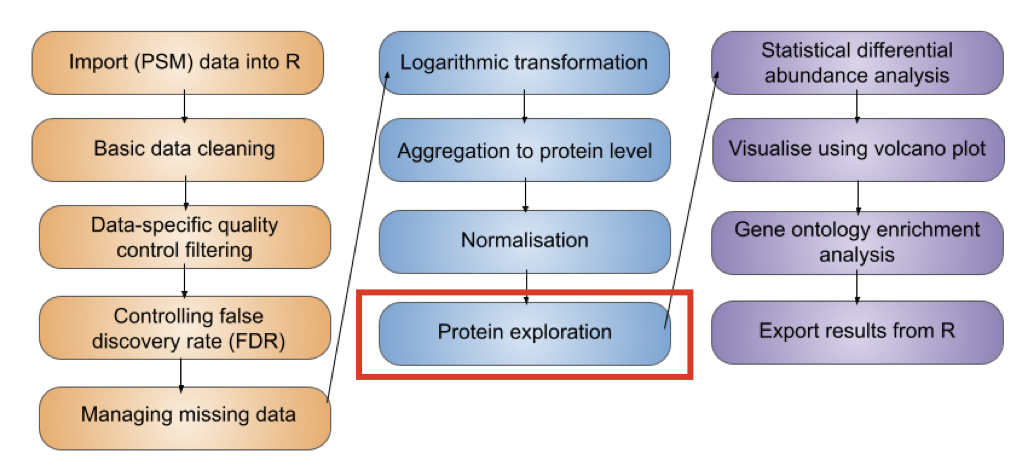 Import (PSM) data into R
Basic data cleaning
Data-specific quality
control filtering
Controlling false
discovery rate (FDR)
Managing missing data
Logarithmic transformation
Aggregation to protein level
Normalisation
Protein exploration
Statistical differential
abundance analysis
Visualise using volcano plot
Gene ontology enrichment
analysis
Export results from R